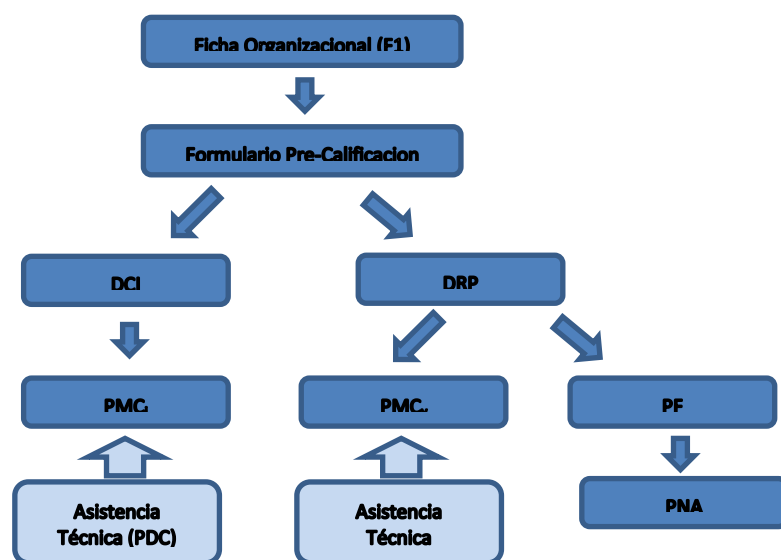 Ficha Organizacional (F1)
Formulario Pre-Calificacion
DCI
DRP
PMC
PMC
PF
Asistencia
Técnica (PDC)
Asistencia
Técnica
PNA